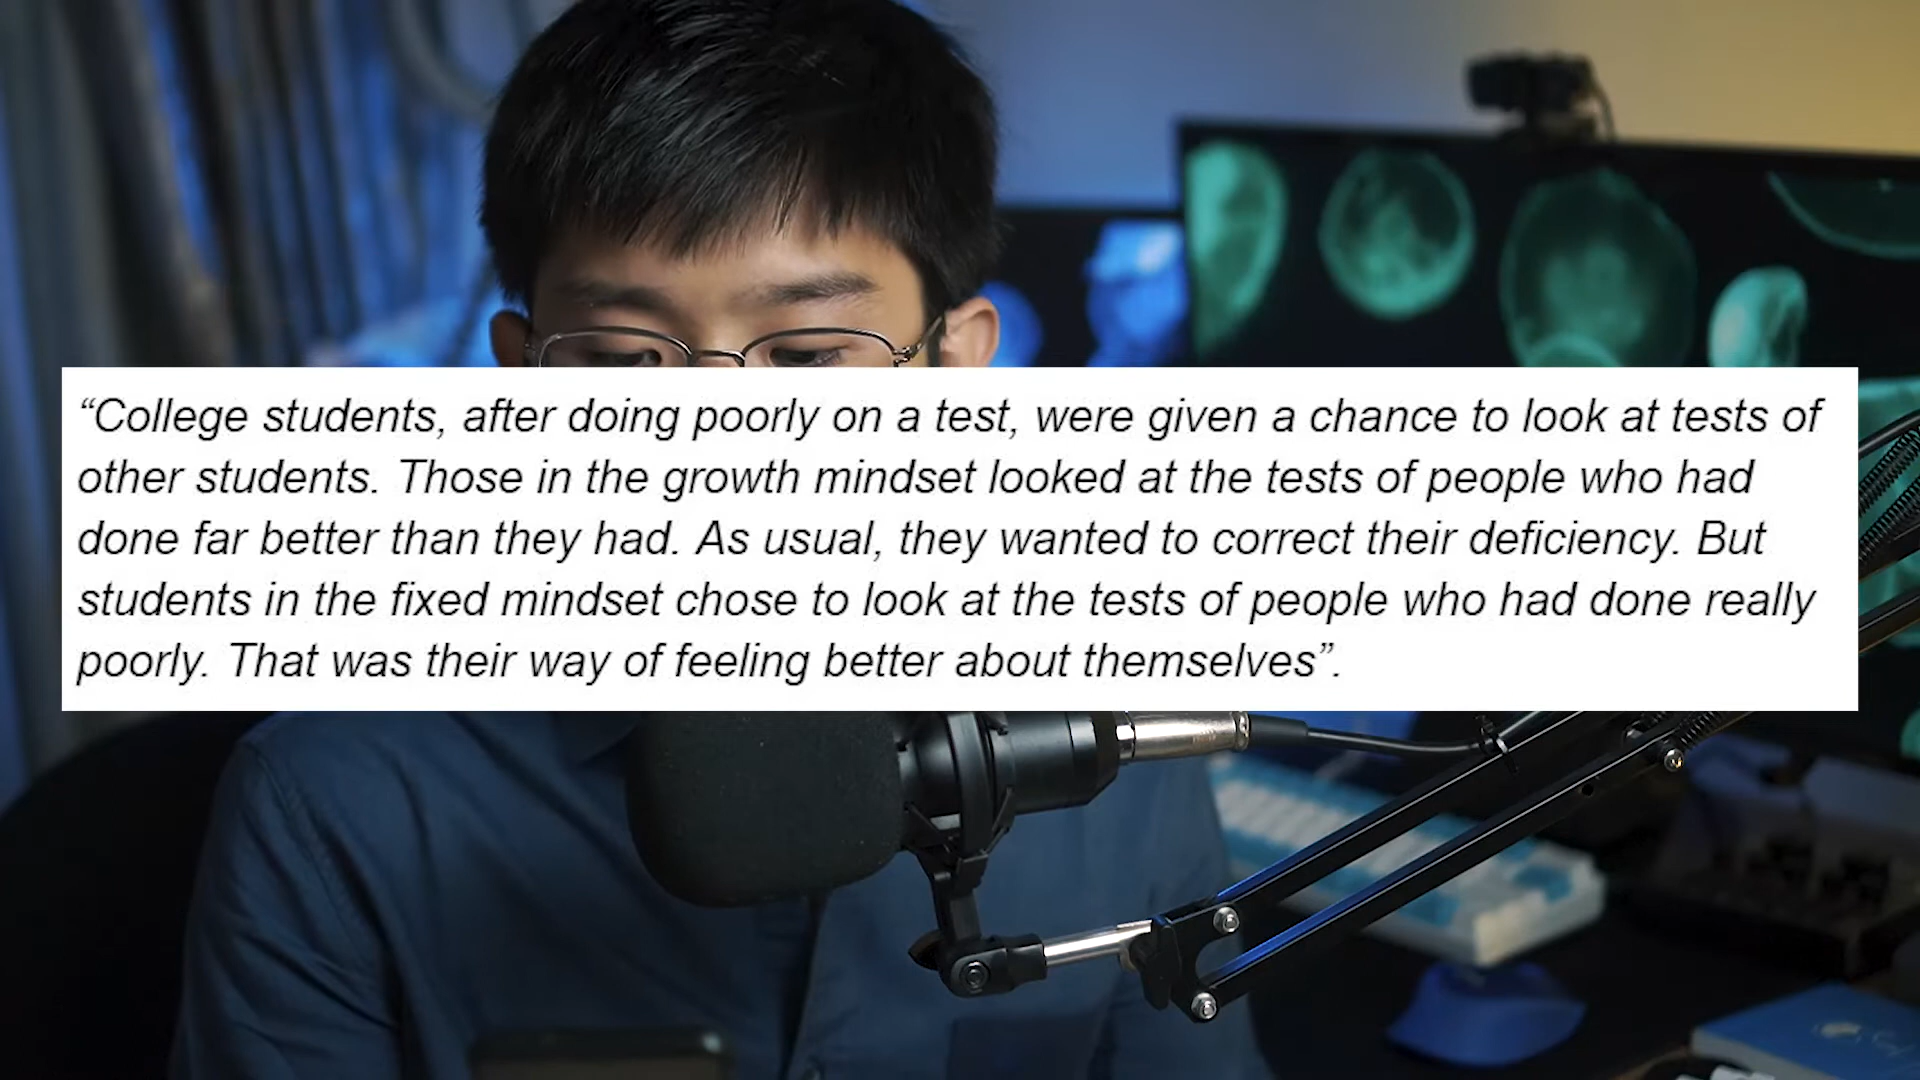 “College students, after doing poorly on a test, were given a chance to look at tests of
other students. Those in the growth mindset looked at the tests of people who had
done far better than they had. As usual, they wanted to correct their deficiency. But
students in the fixed mindset chose to look at the tests of people who had done really
poorly. That was their way of feeling better about themselves”.